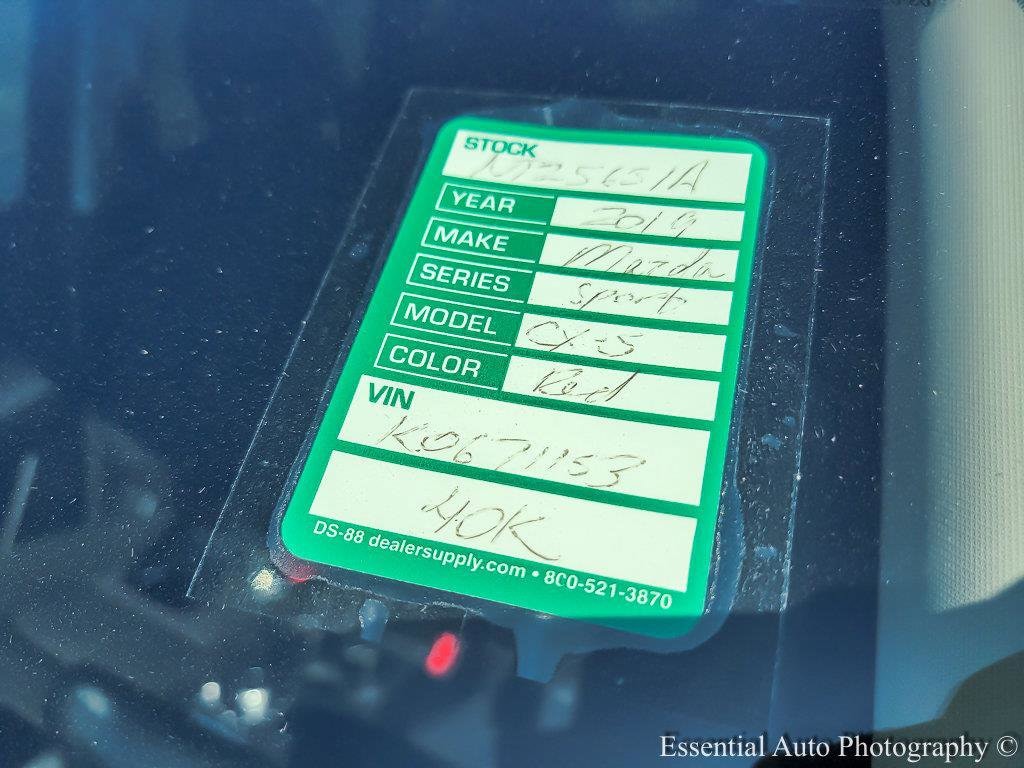 STOCK
M25651A
YEAR 2019
MAKE Mazda
SERIES Sport
MODEL CX-5
COLOR Red
VIN
K0671153
40K
DS-88 dealersupply.com • 800-521-3870
Essential Auto Photography ©